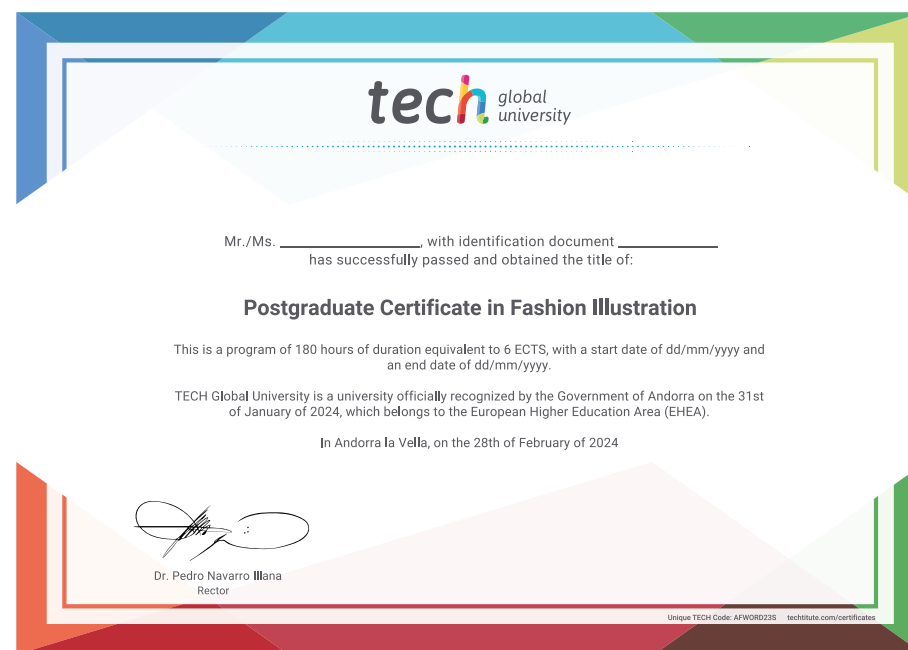 tech global
university
Mr./Ms. ____________, with identification document ____________
has successfully passed and obtained the title of:
Postgraduate Certificate in Fashion Illustration
This is a program of 180 hours of duration equivalent to 6 ECTS, with a start date of dd/mm/yyyy and
an end date of dd/mm/yyyy.
TECH Global University is a university officially recognized by the Government of Andorra on the 31st
of January of 2024, which belongs to the European Higher Education Area (EHEA).
In Andorra la Vella, on the 28th of February of 2024
Dr. Pedro Navarro Illana
Rector
Unique TECH Code: AFWORD23S techtitute.com/certificates